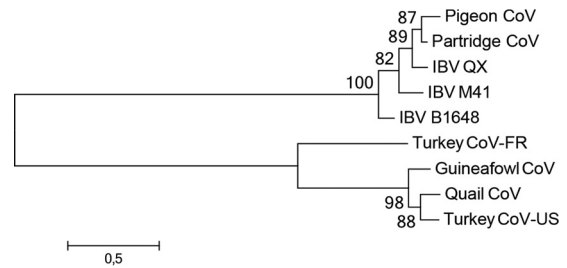 87
Pigeon CoV
89
Partridge CoV
82
IBV QX
100
IBV M41
IBV B1648
Turkey CoV-FR
Guineafowl CoV
98
Quail CoV
88
Turkey CoV-US
0,5